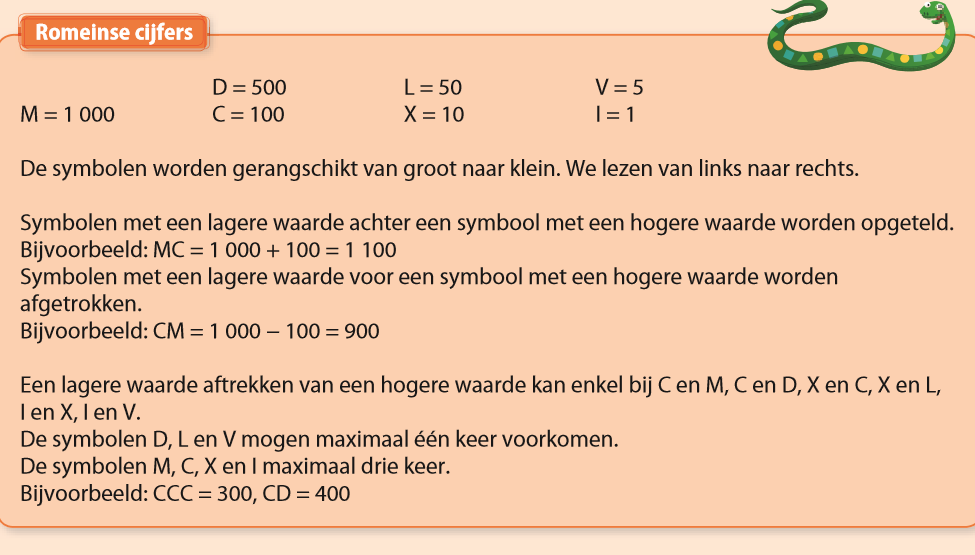 Romeinse cijfers
D = 500 L = 50 V = 5
M = 1 000 C = 100 X = 10 I = 1
De symbolen worden gerangschikt van groot naar klein. We lezen van links naar rechts.
Symbolen met een lagere waarde achter een symbool met een hogere waarde worden opgeteld.
Bijvoorbeeld: MC = 1 000 + 100 = 1 100
Symbolen met een lagere waarde voor een symbool met een hogere waarde worden
afgetrokken.
Bijvoorbeeld: CM = 1 000 – 100 = 900
Een lagere waarde aftrekken van een hogere waarde kan enkel bij C en M, C en D, X en C, X en L,
I en X, I en V.
De symbolen D, L en V mogen maximaal één keer voorkomen.
De symbolen M, C, X en I maximaal drie keer.
Bijvoorbeeld: CCC = 300, CD = 400